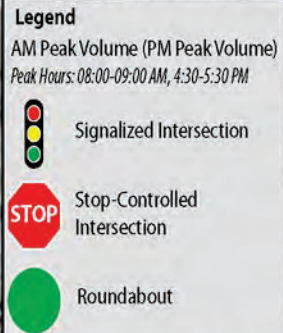 Legend
AM Peak Volume (PM Peak Volume)
Peak Hours: 08:00-09:00 AM, 4:30-5:30 PM
Signalized Intersection
STOP
Stop-Controlled
Intersection
Roundabout